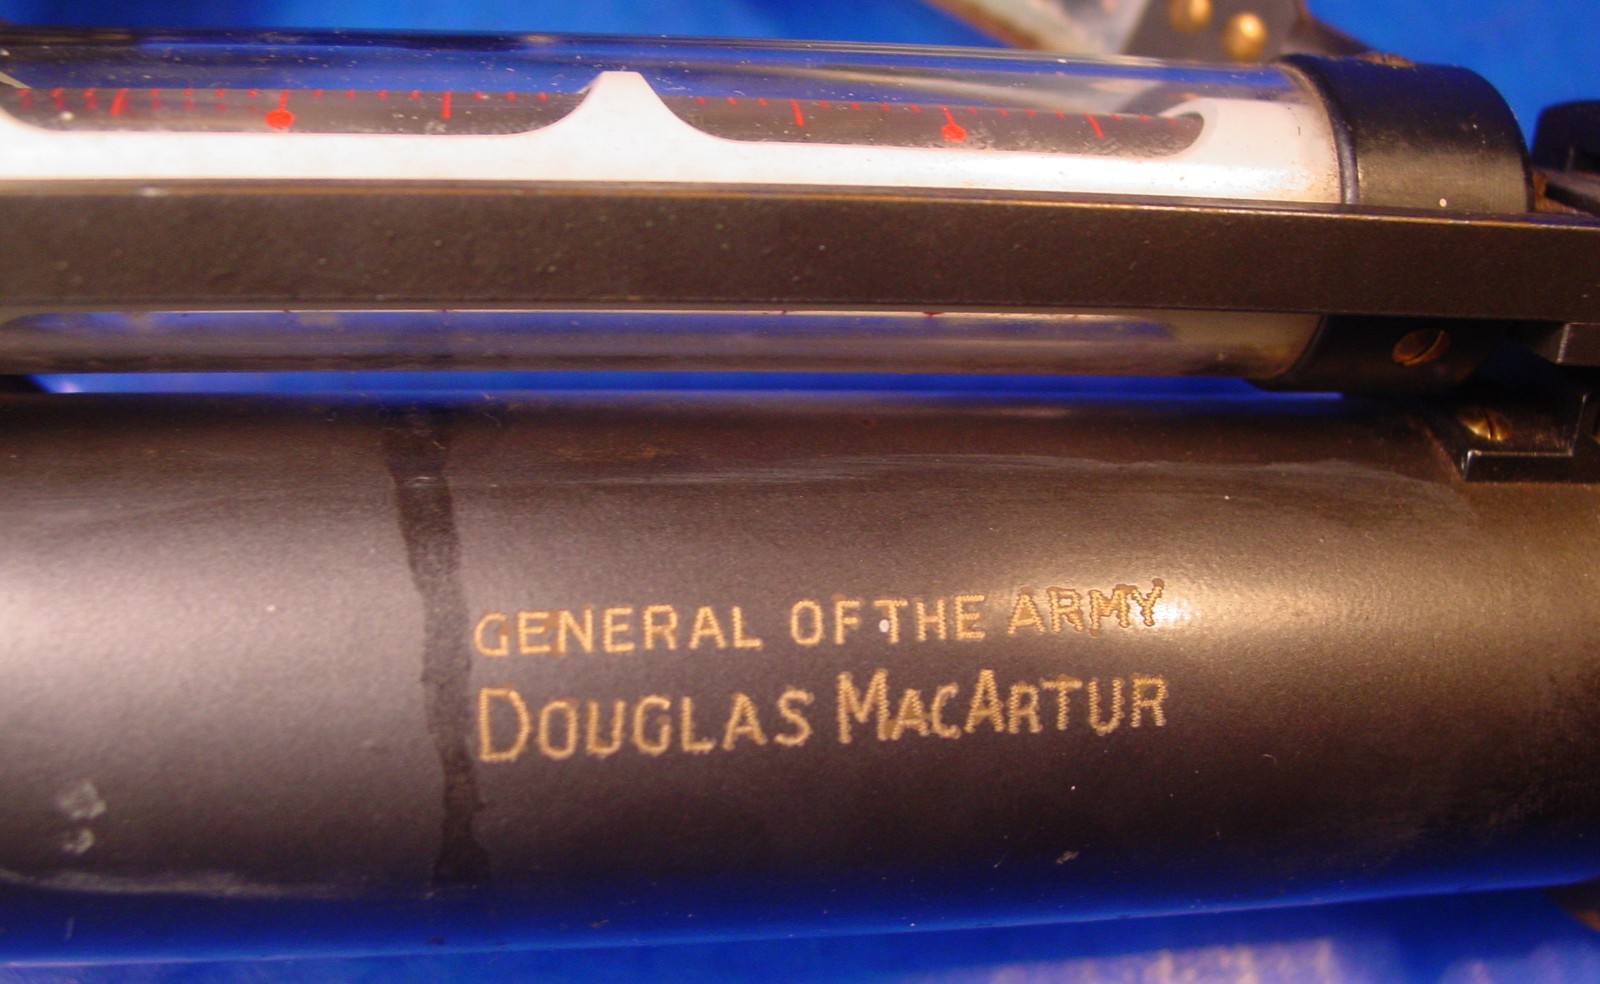 GENERAL OF THE ARMY
DOUGLAS MACARTUR